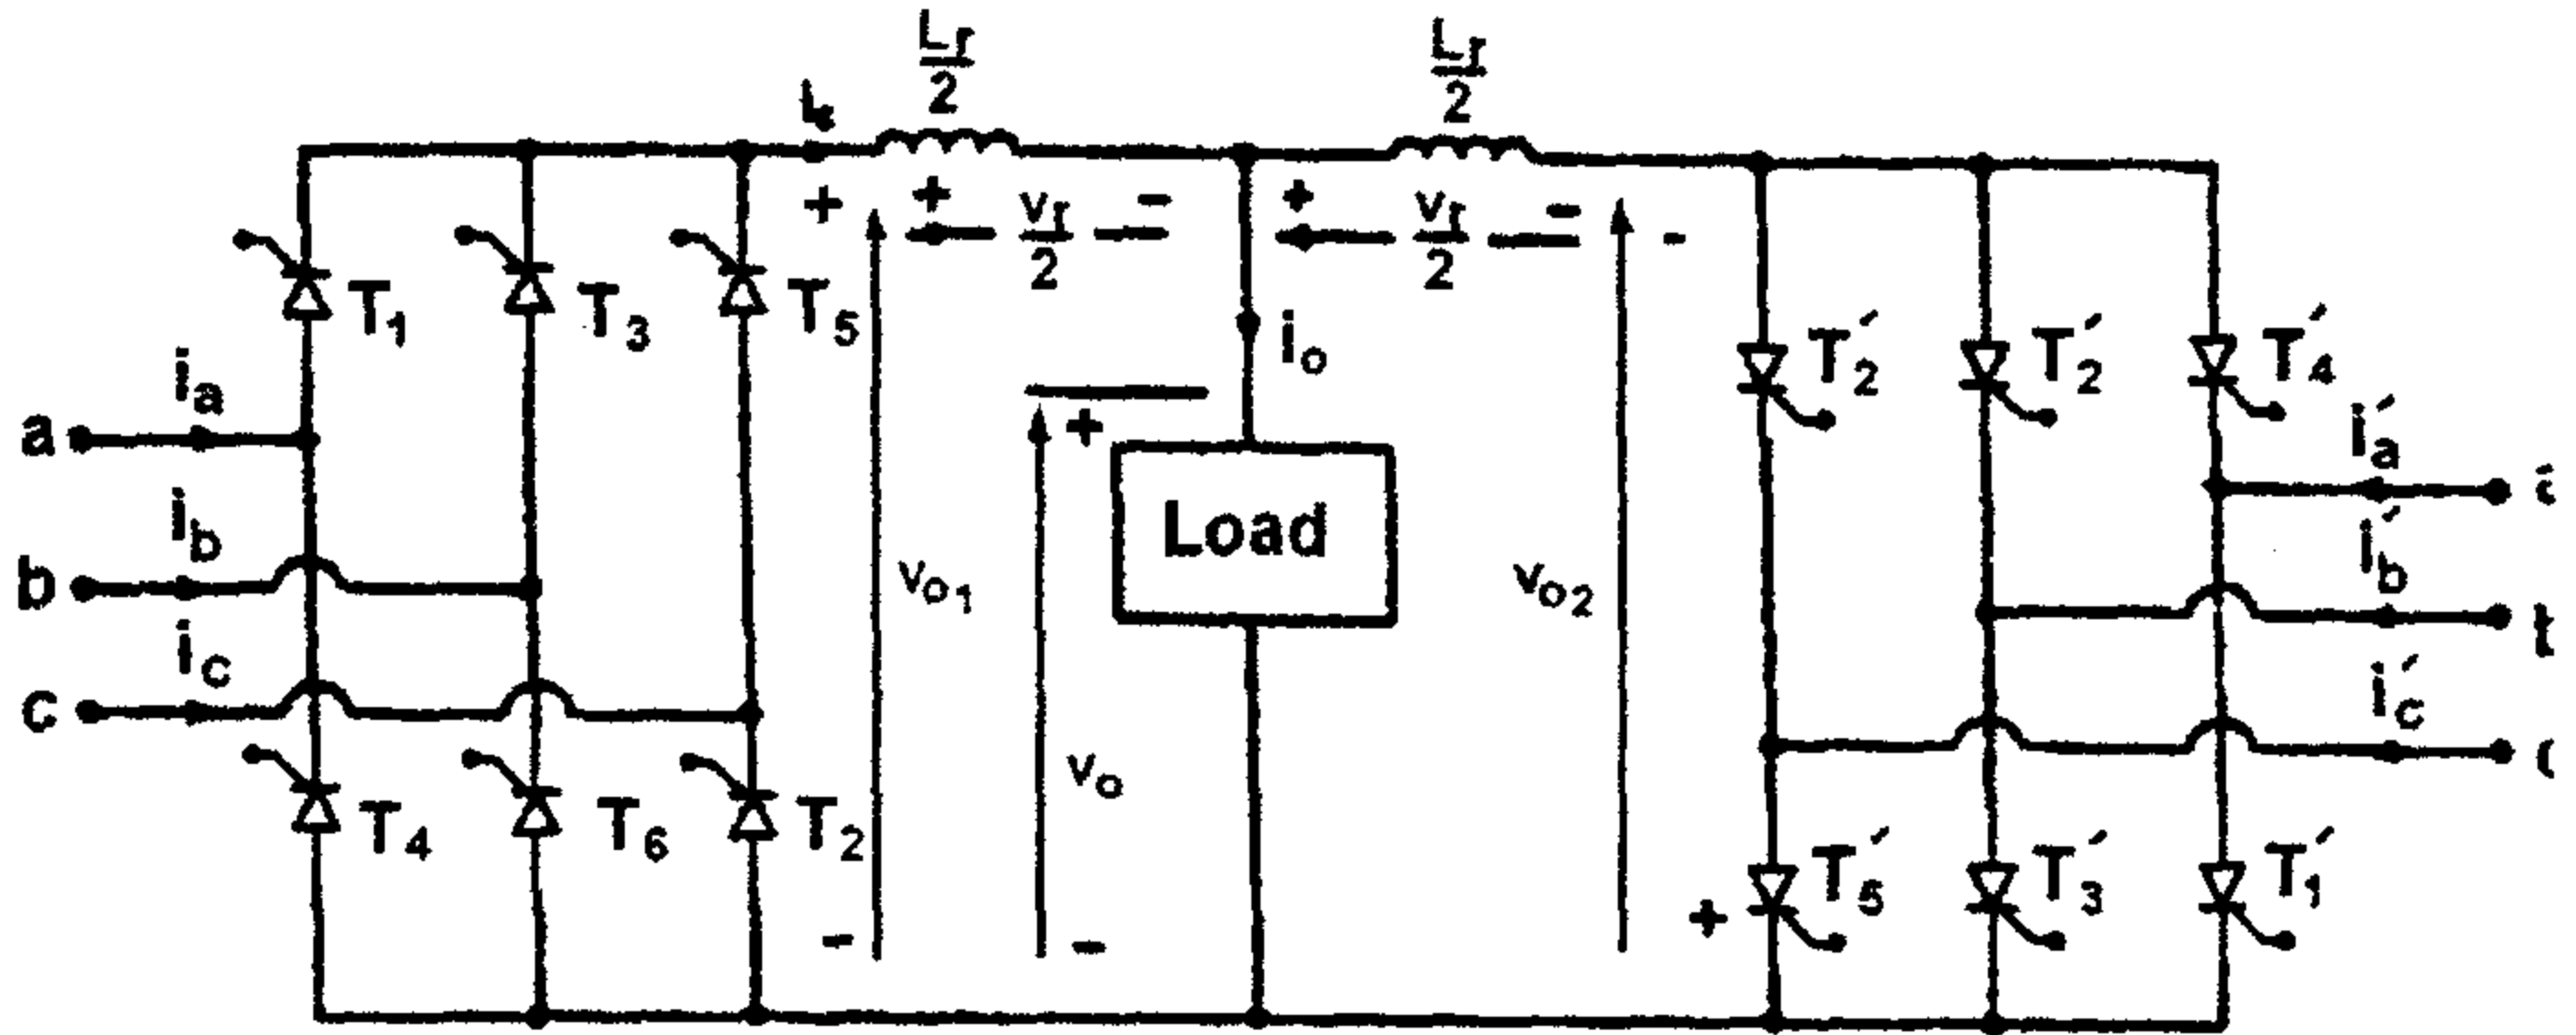 Lr/2
Lr/2
ir
+ + vr/2 -
+ vr/2 - -
T1
T3
T5
T2′
T2′
T4′
ia
a
ib
b
ic
c
io
+
Load
vo1
vo
vo2
i′a
i′b
i′c
T4
T6
T2
- -
+
T5′
T3′
T1′